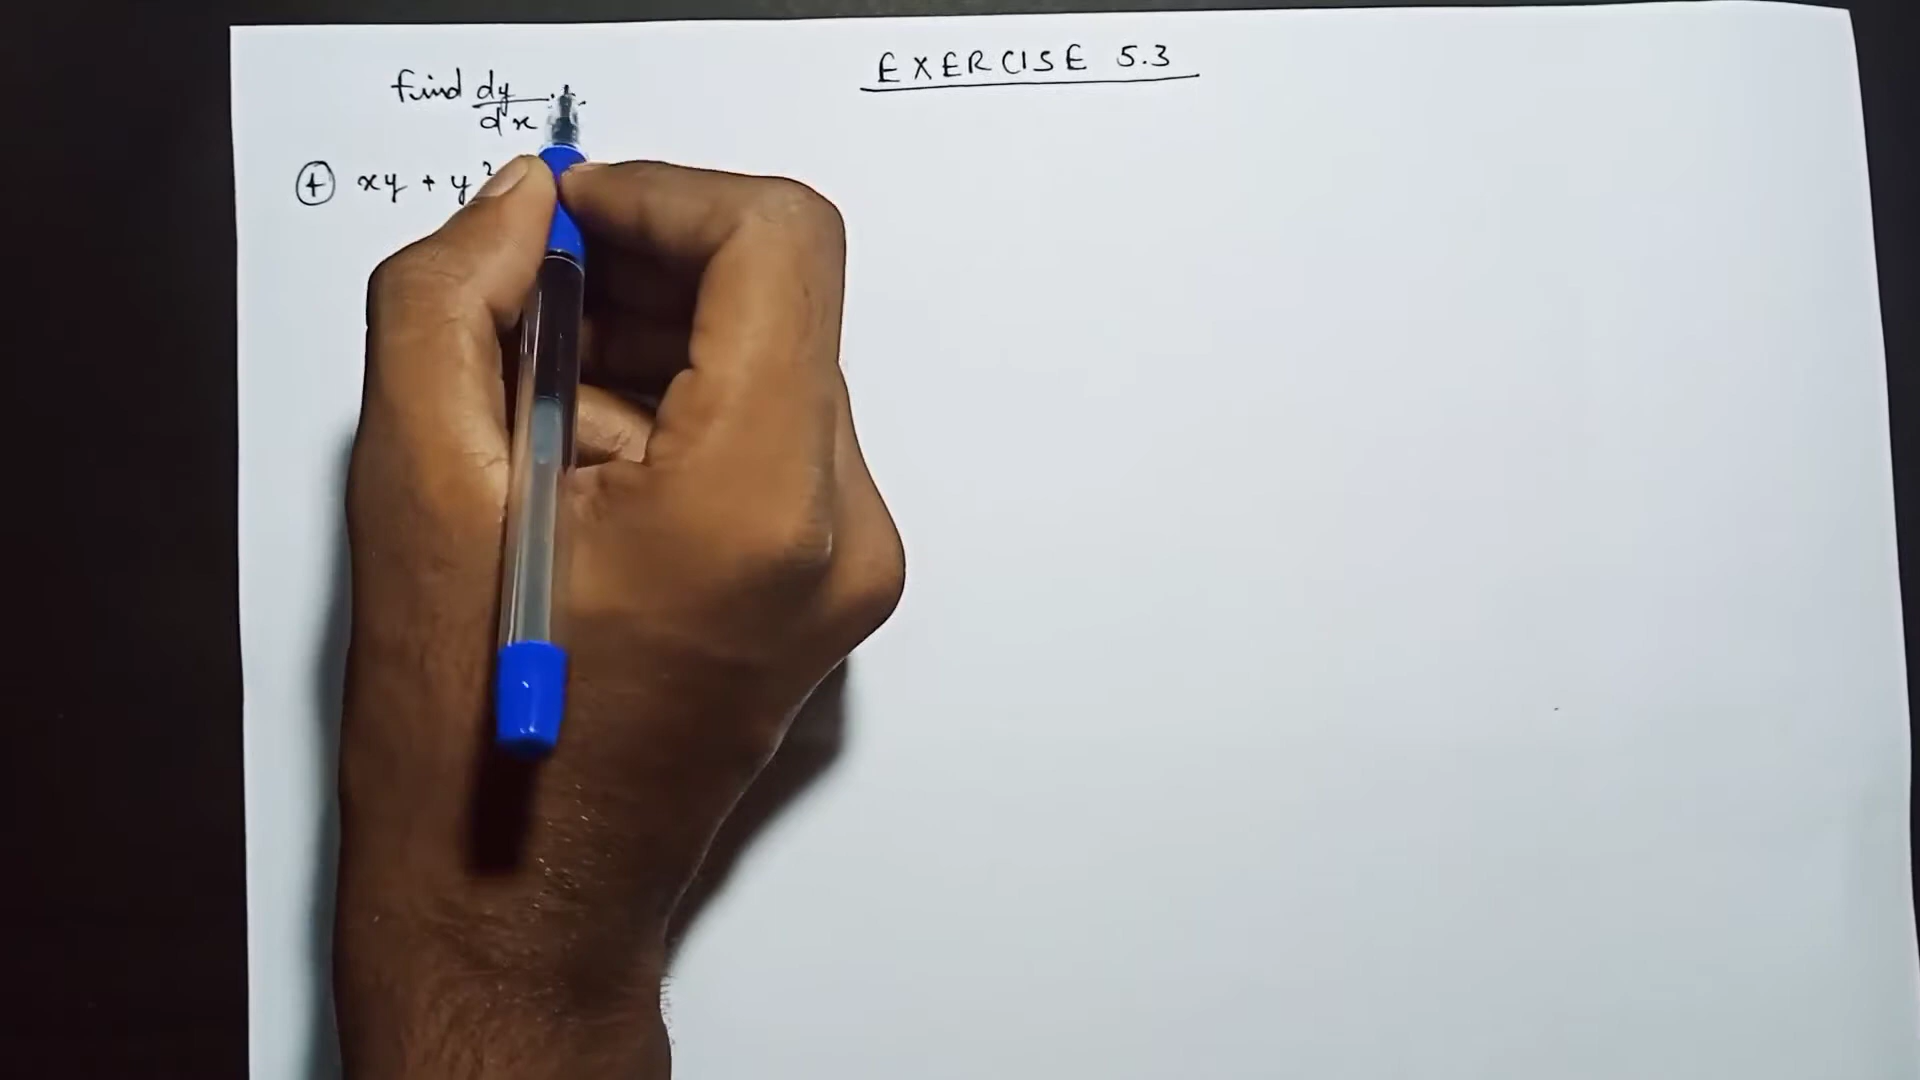 EXERCISE 5.3
find dy/dx
④ xy + y²